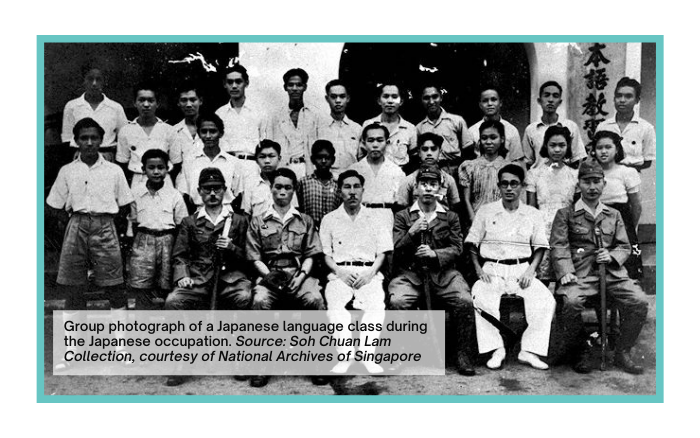 本語教
Group photograph of a Japanese language class during
the Japanese occupation. Source: Soh Chuan Lam
Collection, courtesy of National Archives of Singapore